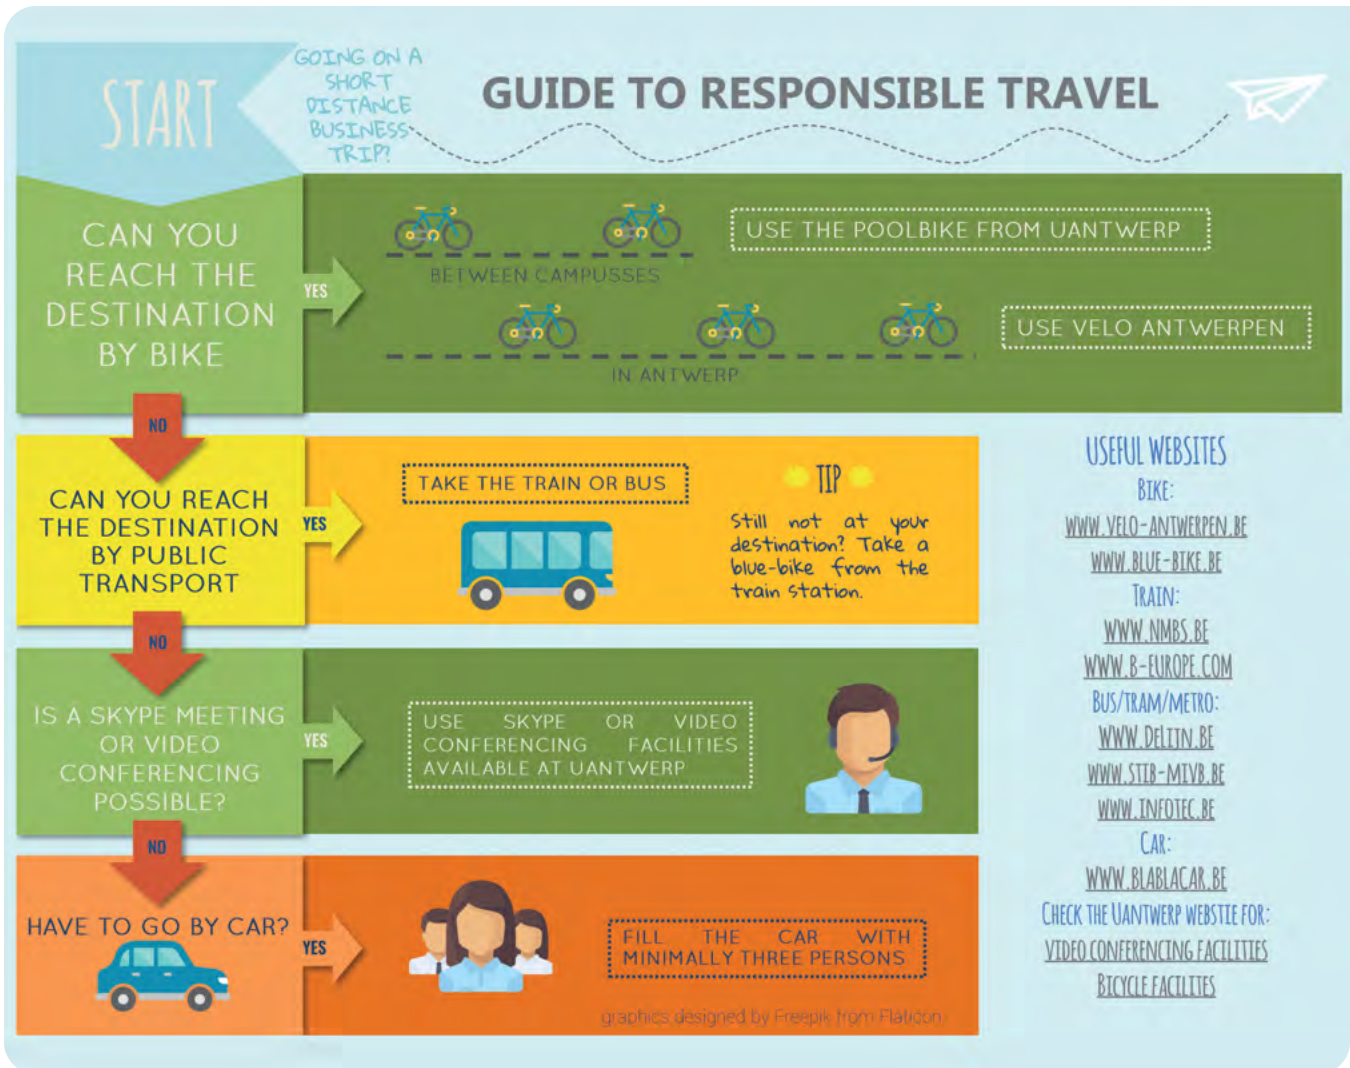 START
GOING ON A
SHORT
DISTANCE
BUSINESS
TRIP?
GUIDE TO RESPONSIBLE TRAVEL
CAN YOU
REACH THE
DESTINATION
BY BIKE
YES
BETWEEN CAMPUSSES
USE THE POOLBIKE FROM UANTWERP
IN ANTWERP
USE VELO ANTWERPEN
NO
CAN YOU REACH
THE DESTINATION
BY PUBLIC
TRANSPORT
YES
TAKE THE TRAIN OR BUS
TIP
Still not at your
destination? Take a
blue-bike from the
train station.
NO
IS A SKYPE MEETING
OR VIDEO
CONFERENCING
POSSIBLE?
YES
USE SKYPE OR VIDEO
CONFERENCING FACILITIES
AVAILABLE AT UANTWERP
NO
HAVE TO GO BY CAR?
YES
FILL THE CAR WITH
MINIMALLY THREE PERSONS
graphics designed by Freepik from Flaticon
USEFUL WEBSITES
BIKE:
WWW.VELO-ANTWERPEN.BE
WWW.BLUE-BIKE.BE
TRAIN:
WWW.NMBS.BE
WWW.B-EUROPE.COM
BUS/TRAM/METRO:
WWW.DELIJN.BE
WWW.STIB-MIVB.BE
WWW.INFOTEC.BE
CAR:
WWW.BLABLACAR.BE
CHECK THE UANTWERP WEBSTIE FOR:
VIDEO CONFERENCING FACILITIES
BICYCLE FACILITES